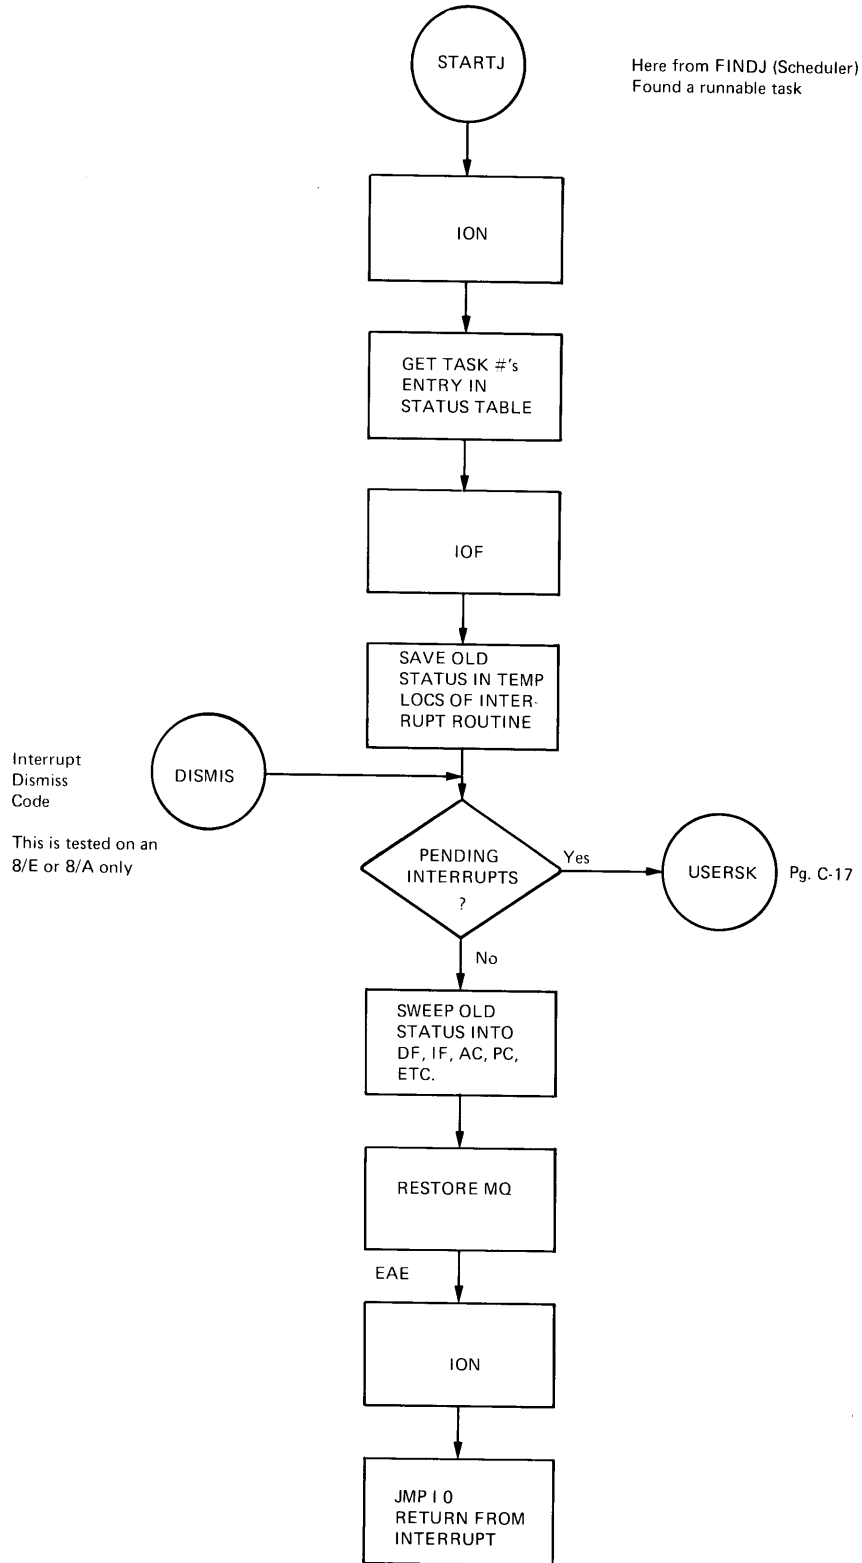 STARTJ
Here from FINDJ (Scheduler)
Found a runnable task
ION
GET TASK #'s
ENTRY IN
STATUS TABLE
IOF
SAVE OLD
STATUS IN TEMP
LOCS OF INTER-
RUPT ROUTINE
Interrupt
Dismiss
Code
DISMIS
This is tested on an
8/E or 8/A only
PENDING
INTERRUPTS
?
Yes
USERSK
Pg. C-17
No
SWEEP OLD
STATUS INTO
DF, IF, AC, PC,
ETC.
RESTORE MQ
EAE
ION
JMP I 0
RETURN FROM
INTERRUPT